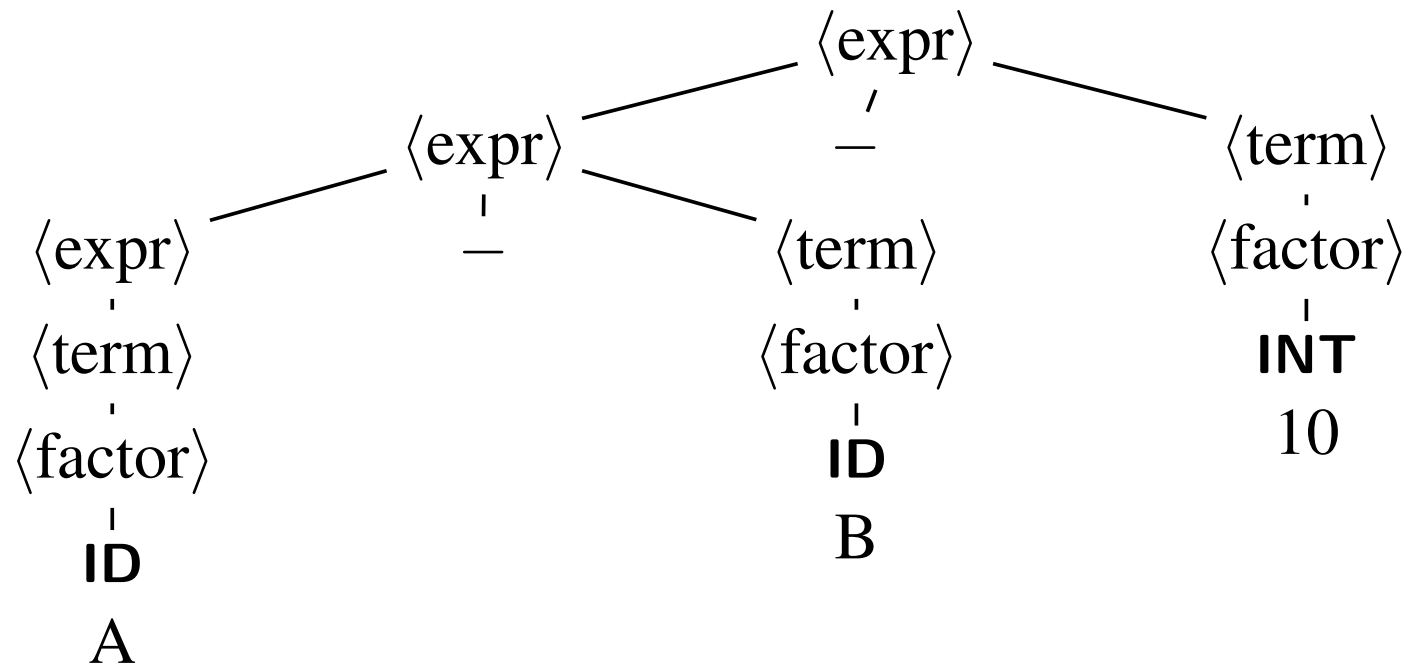 ⟨expr⟩
⟨expr⟩ – ⟨term⟩
⟨expr⟩ – ⟨term⟩ ⟨factor⟩
⟨term⟩ ⟨factor⟩ INT
10
⟨factor⟩ ID
ID B
A